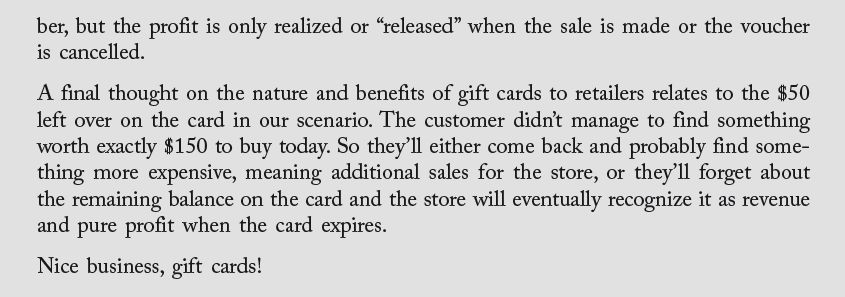 ber, but the profit is only realized or “released” when the sale is made or the voucher
is cancelled.
A final thought on the nature and benefits of gift cards to retailers relates to the $50
left over on the card in our scenario. The customer didn’t manage to find something
worth exactly $150 to buy today. So they’ll either come back and probably find some-
thing more expensive, meaning additional sales for the store, or they’ll forget about
the remaining balance on the card and the store will eventually recognize it as revenue
and pure profit when the card expires.
Nice business, gift cards!